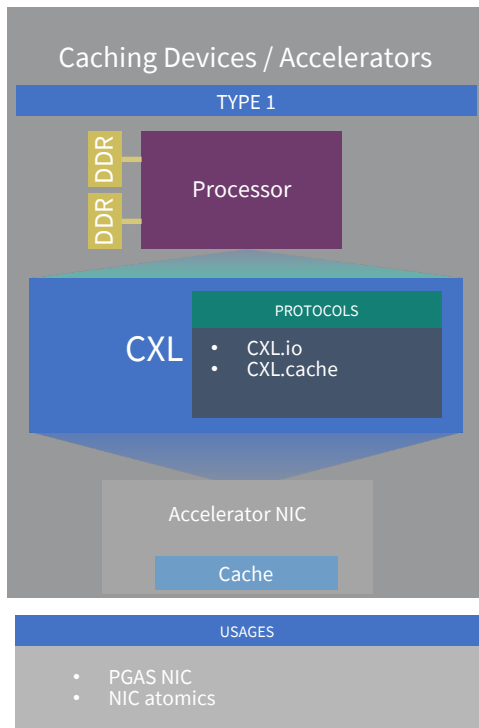 Caching Devices / Accelerators
TYPE 1
DDR
DDR
Processor
CXL
PROTOCOLS
• CXL.io
• CXL.cache
Accelerator NIC
Cache
USAGES
• PGAS NIC
• NIC atomics